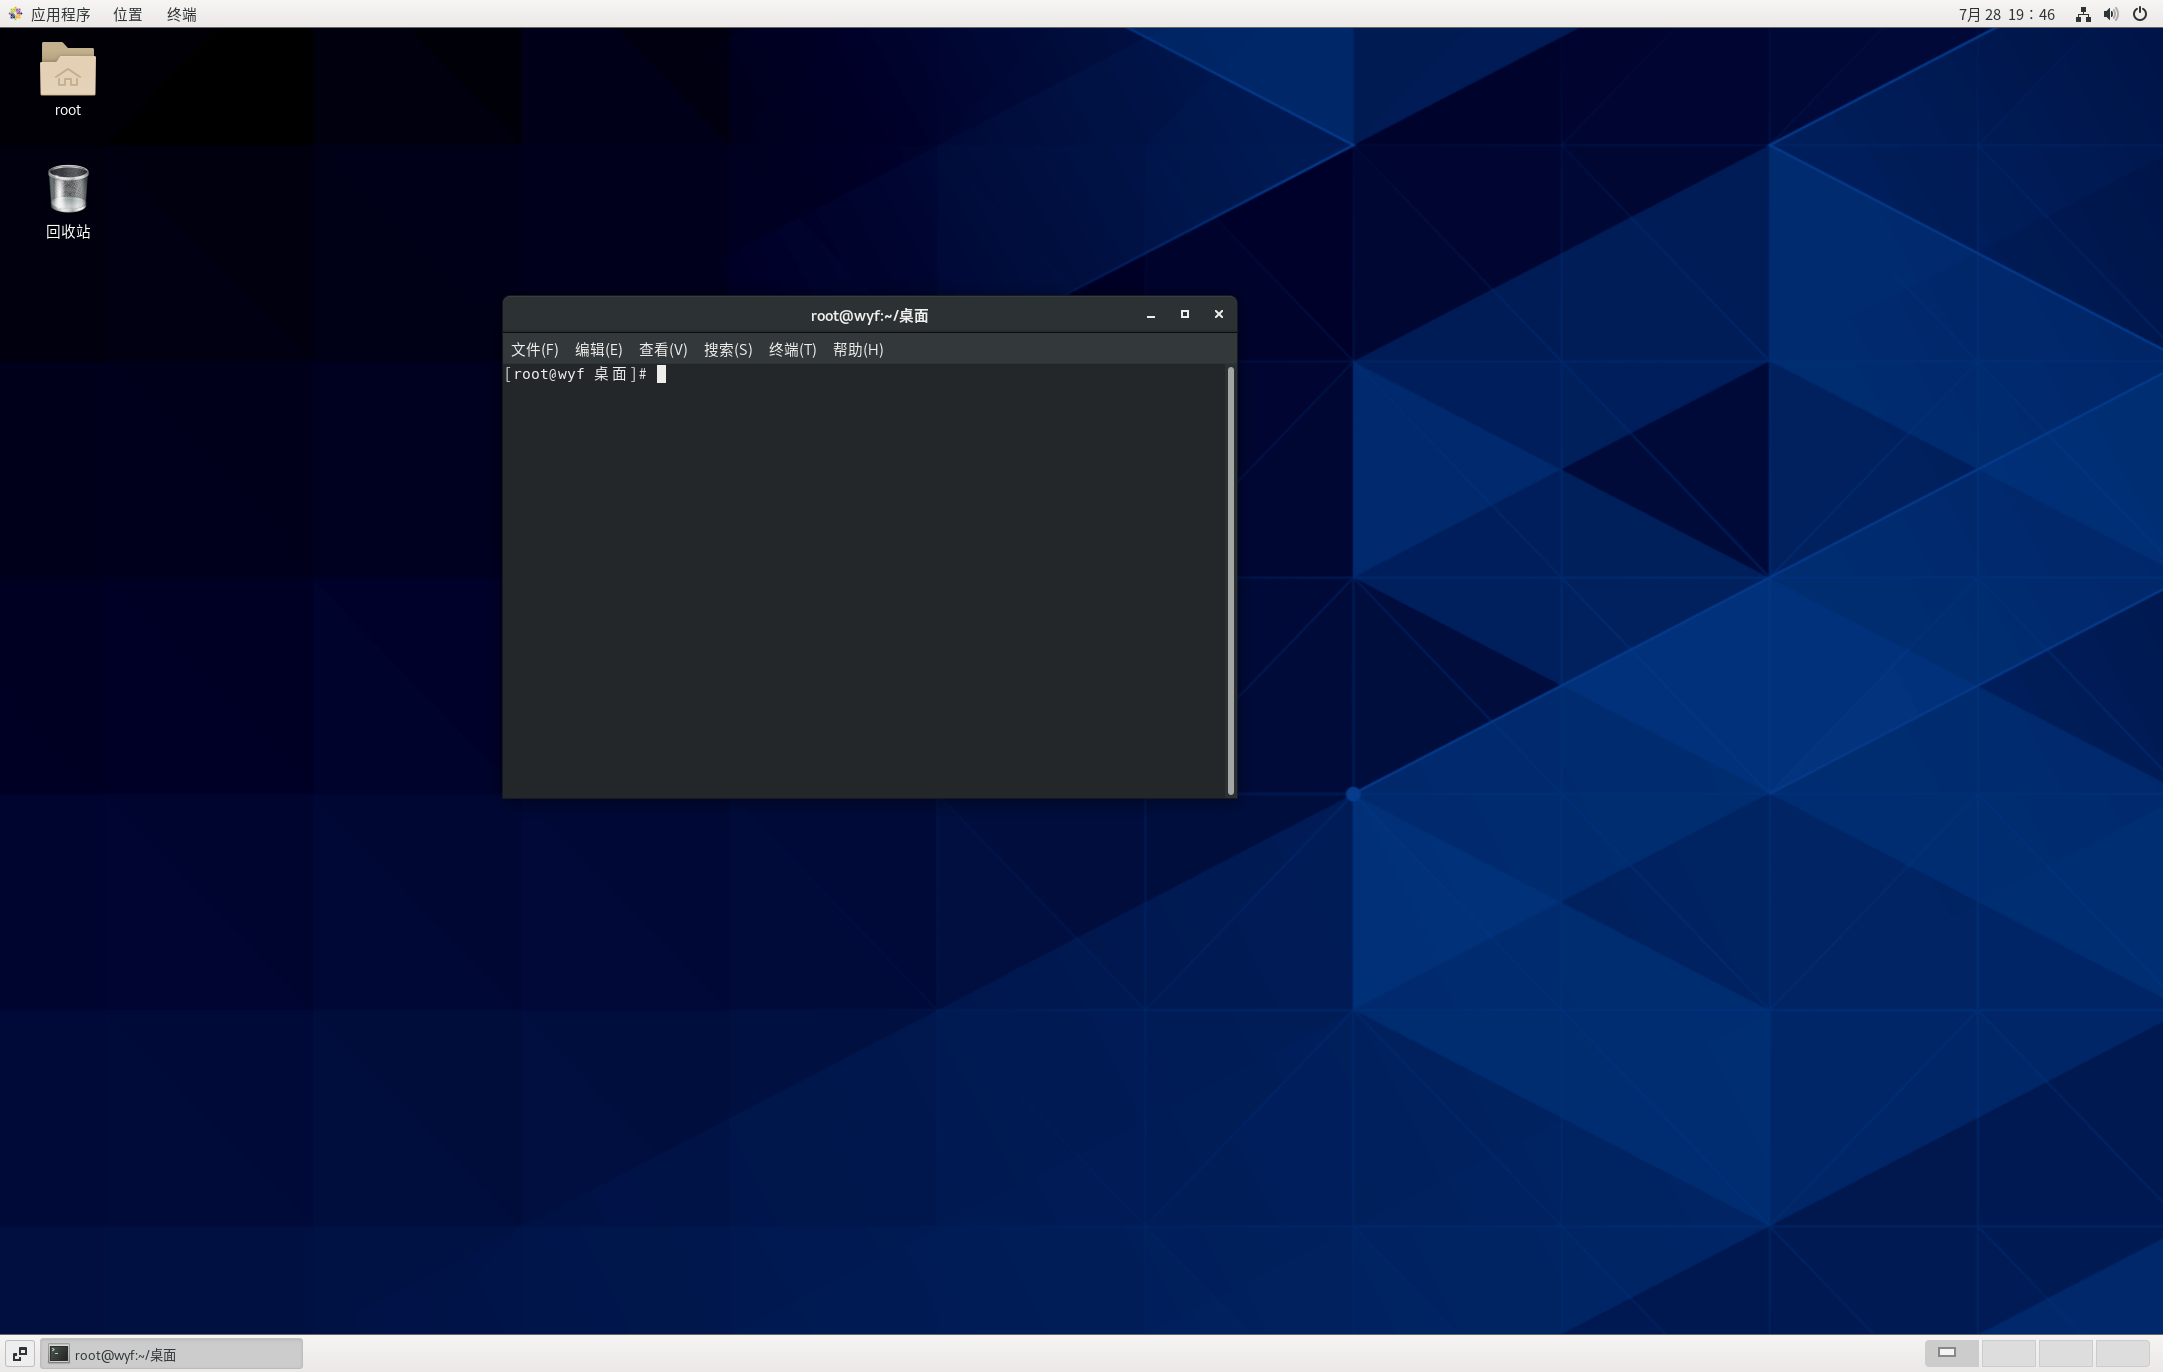 应用程序 位置 终端 7月 28 19：46
root
回收站
root@wyf:~/桌面
文件(F) 编辑(E) 查看(V) 搜索(S) 终端(T) 帮助(H)
[root@wyf 桌面]#
root@wyf:~/桌面